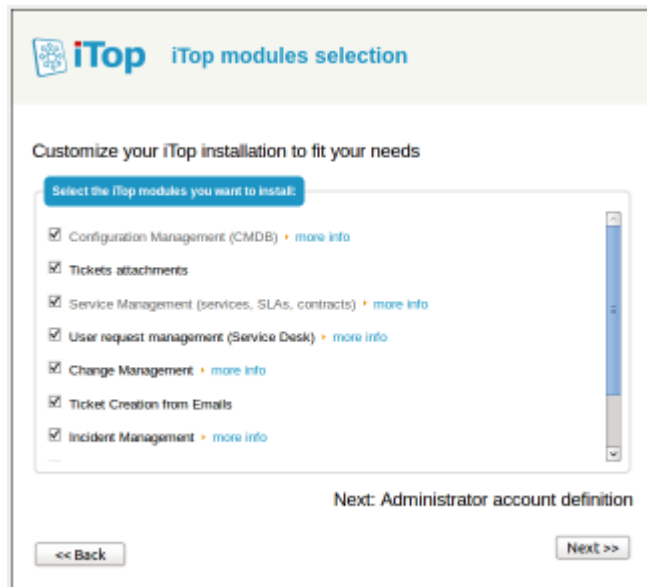 iTop iTop modules selection
Customize your iTop installation to fit your needs
Select the iTop modules you want to install:
Configuration Management (CMDB) more info
Tickets attachments
Service Management (services, SLAs, contracts) more info
User request management (Service Desk) more info
Change Management more info
Ticket Creation from Emails
Incident Management more info
Next: Administrator account definition
<< Back Next >>